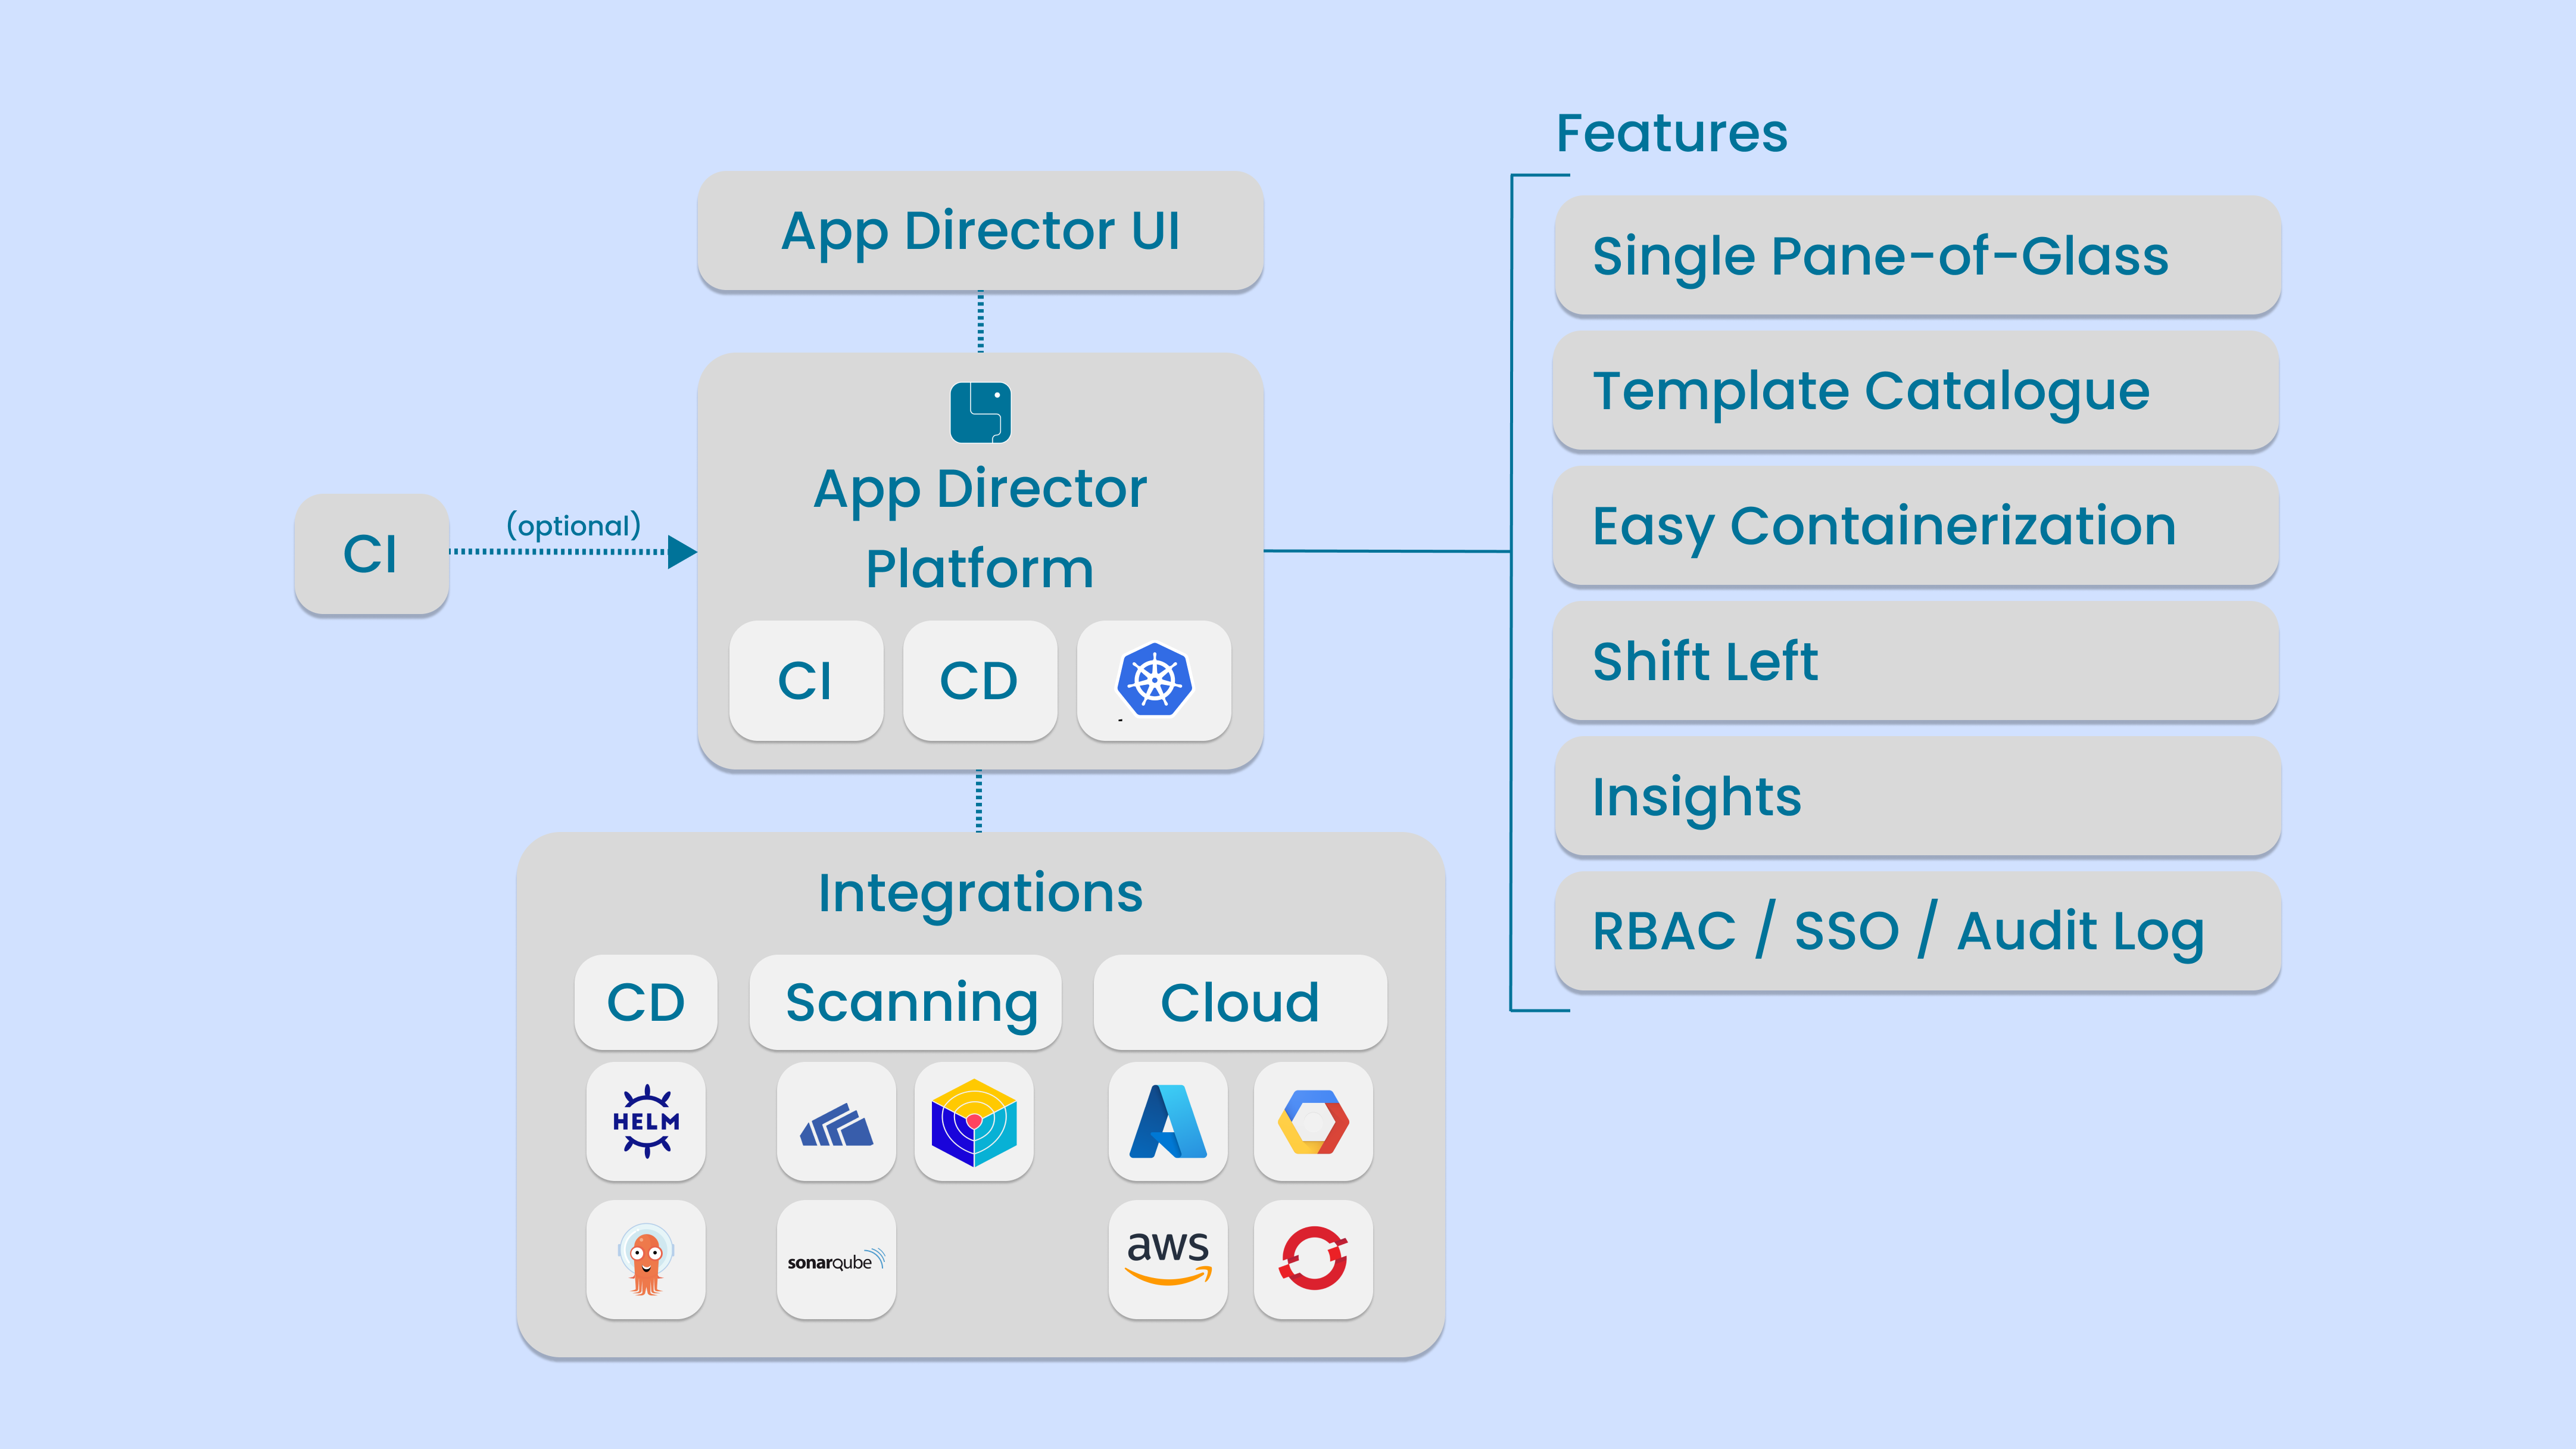 Features
App Director UI
Single Pane-of-Glass
Template Catalogue
App Director
Platform
CI
(optional)
Easy Containerization
CI
CD
Shift Left
Insights
Integrations
RBAC / SSO / Audit Log
CD
Scanning
Cloud
HELM
sonarqube
aws